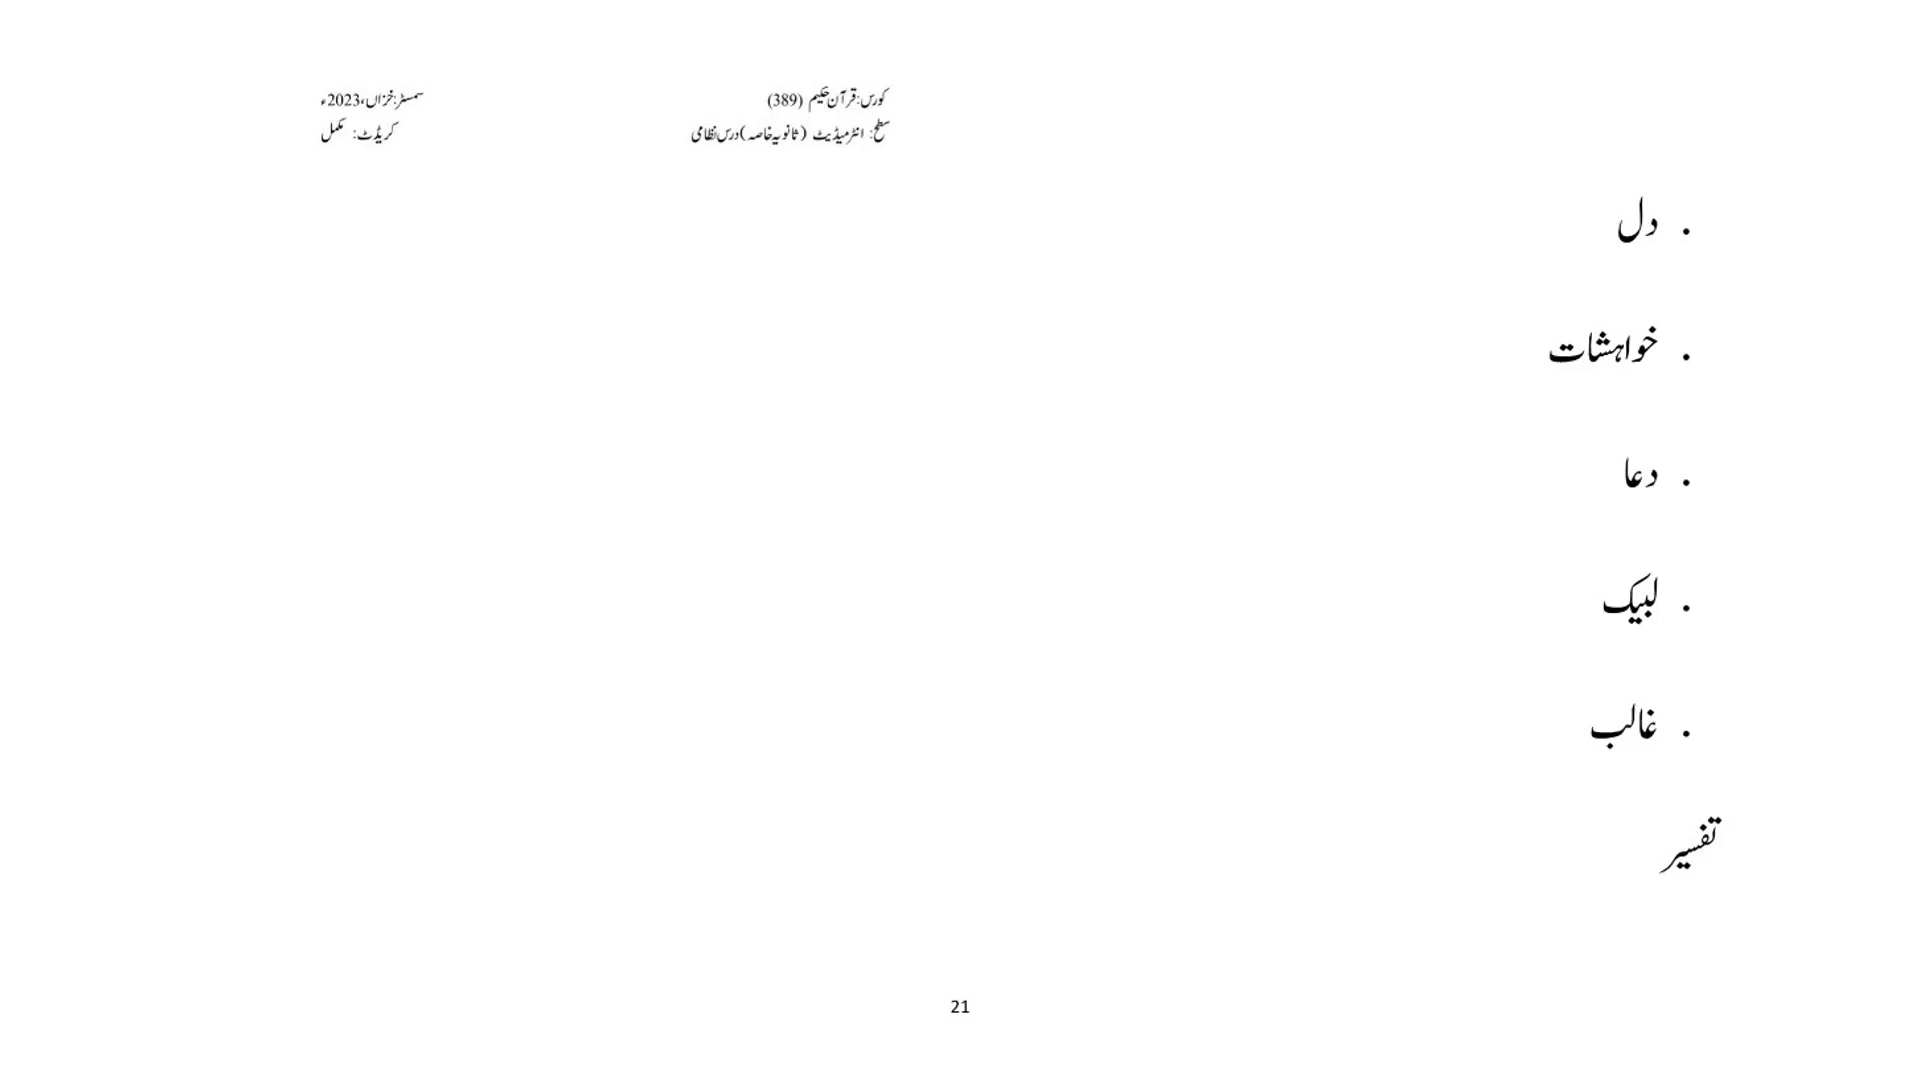 کورس:قرآن حکیم (389) سمسٹر:خزاں،2023ء
سطح: انٹرمیڈیٹ (ثانویہ خاصہ)درس نظامی کریڈٹ: مکمل
• دل
• خواہشات
• دعا
• لبیک
• غالب
تفسیر
21